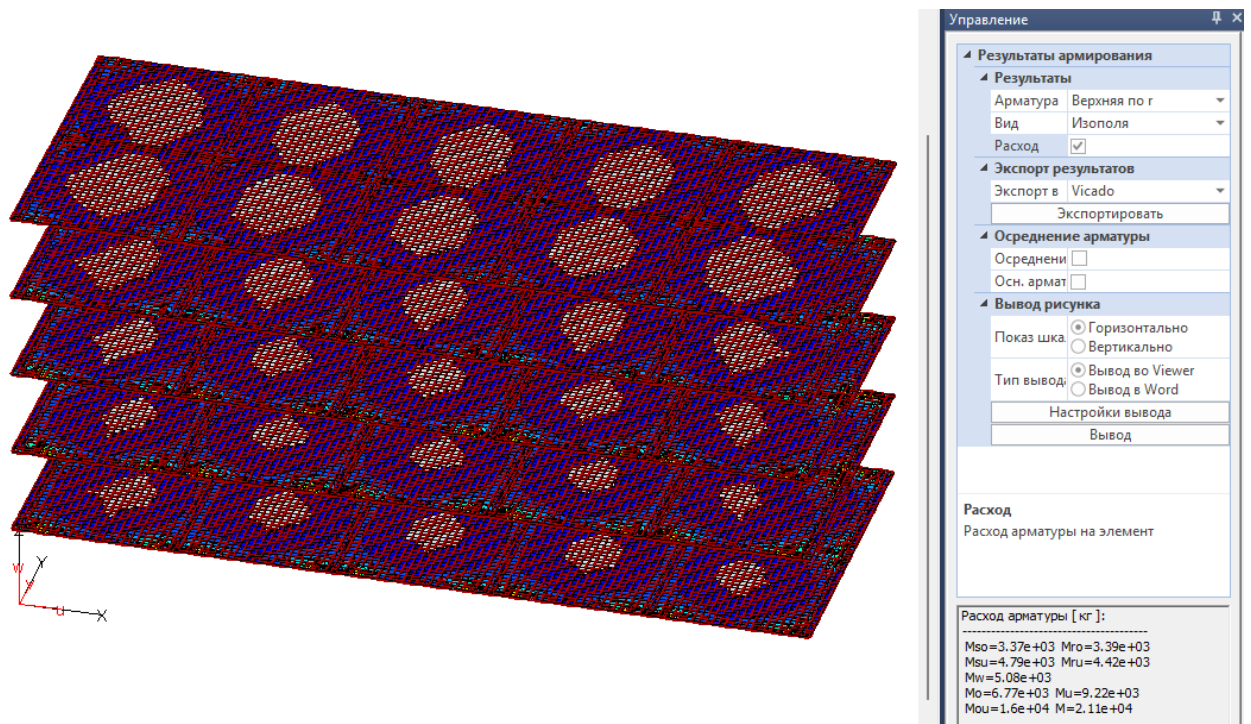 Управление
Результаты армирования
Результаты
Арматура Верхняя по r
Вид Изополя
Расход
Экспорт результатов
Экспорт в Vicado
Экспортировать
Осреднение арматуры
Осреднени
Осн. армат
Вывод рисунка
Показ шка Горизонтально
Вертикально
Тип вывода Вывод во Viewer
Вывод в Word
Настройки вывода
Вывод
Расход
Расход арматуры на элемент
Расход арматуры [ кг ]:
---------------------------------------
Mso=3.37e+03 Mro=3.39e+03
Msu=4.79e+03 Mru=4.42e+03
Mw=5.08e+03
Mo=6.77e+03 Mu=9.22e+03
Mou=1.6e+04 M=2.11e+04
W
Y
v
u
X